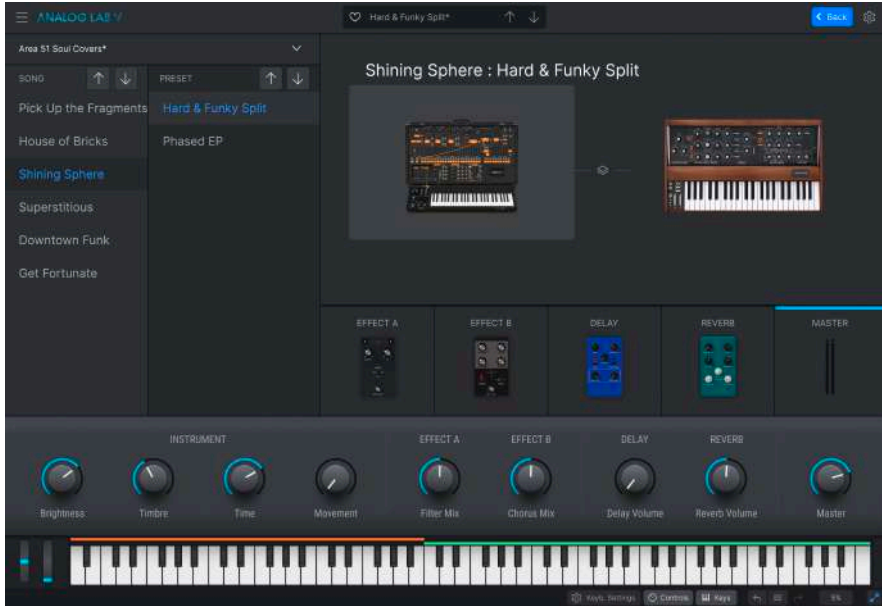 ANALOG LAB V
Hard & Funky Split*
Back
Area 51 Soul Covers*
SONG
PRESET
Pick Up the Fragments
House of Bricks
Shining Sphere
Superstitious
Downtown Funk
Get Fortunate
Hard & Funky Split
Phased EP
Shining Sphere : Hard & Funky Split
EFFECT A
EFFECT B
DELAY
REVERB
MASTER
INSTRUMENT
EFFECT A
EFFECT B
DELAY
REVERB
Brightness
Timbre
Time
Movement
Filter Mix
Chorus Mix
Delay Volume
Reverb Volume
Master
Keyb. Settings
Controls
Keys